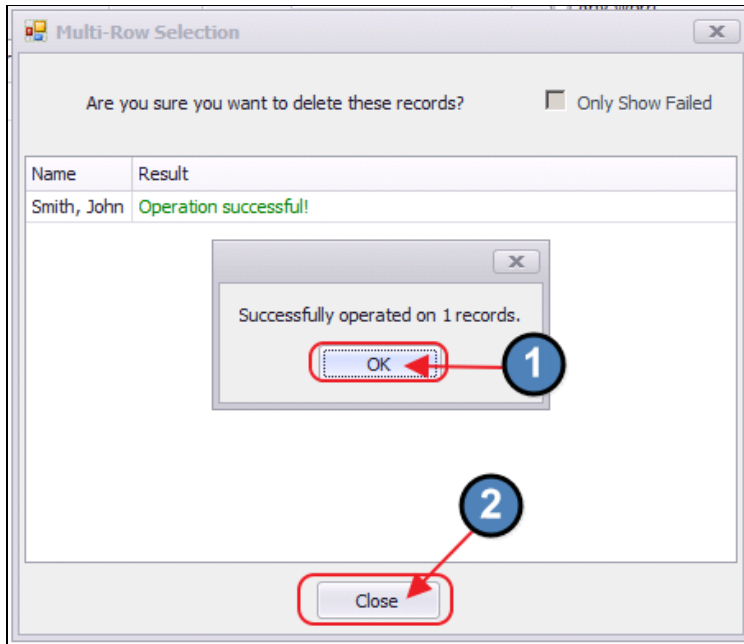 Multi-Row Selection
Are you sure you want to delete these records?
Only Show Failed
Name Result
Smith, John Operation successful!
Successfully operated on 1 records.
OK
1
2
Close